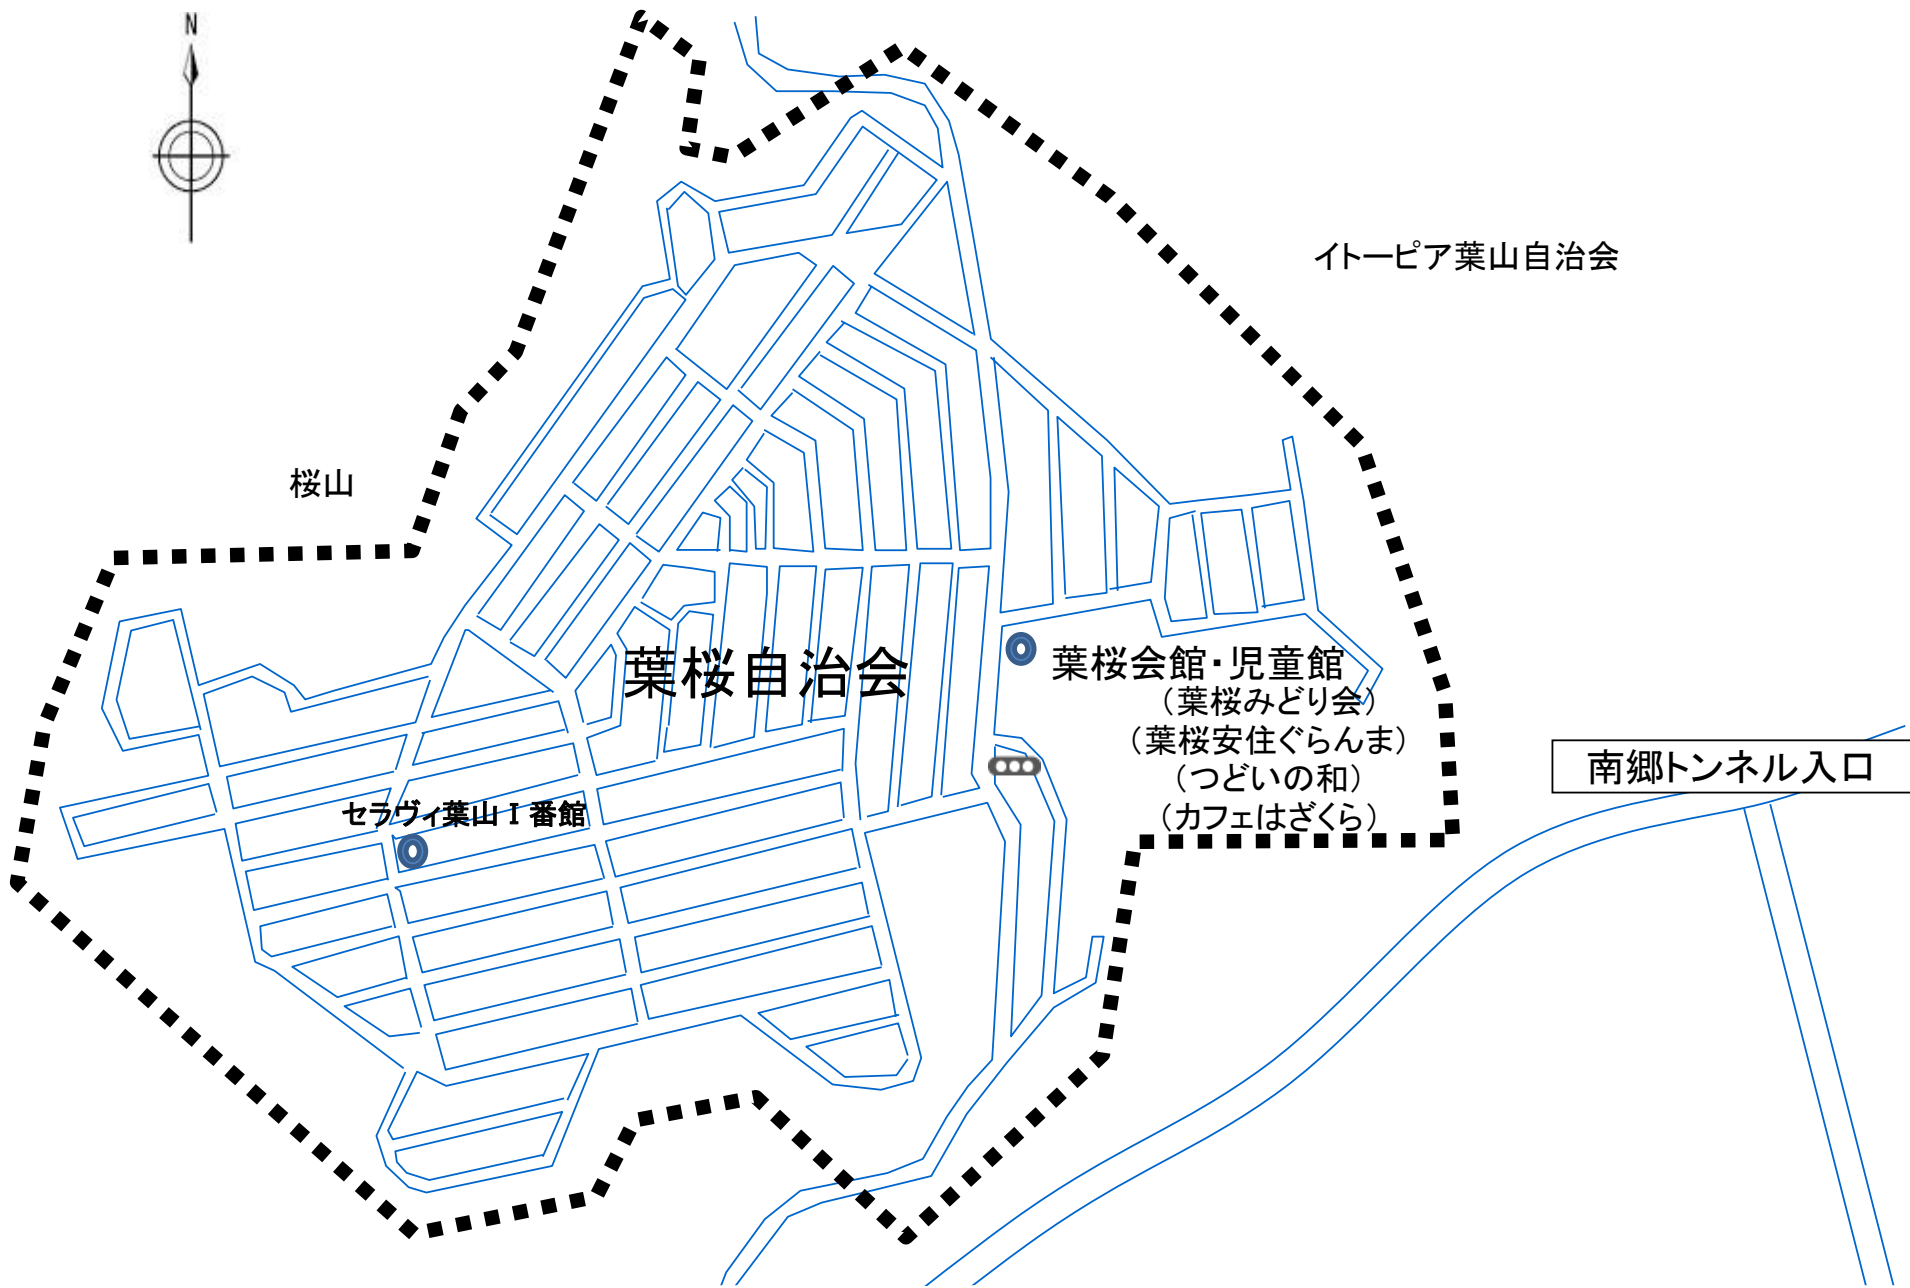 N
イトーピア葉山自治会
桜山
葉桜自治会
葉桜会館・児童館
（葉桜みどり会）
（葉桜安住ぐらんま）
（つどいの和）
（カフェはざくら）
南郷トンネル入口
セラヴィ葉山Ⅰ番館